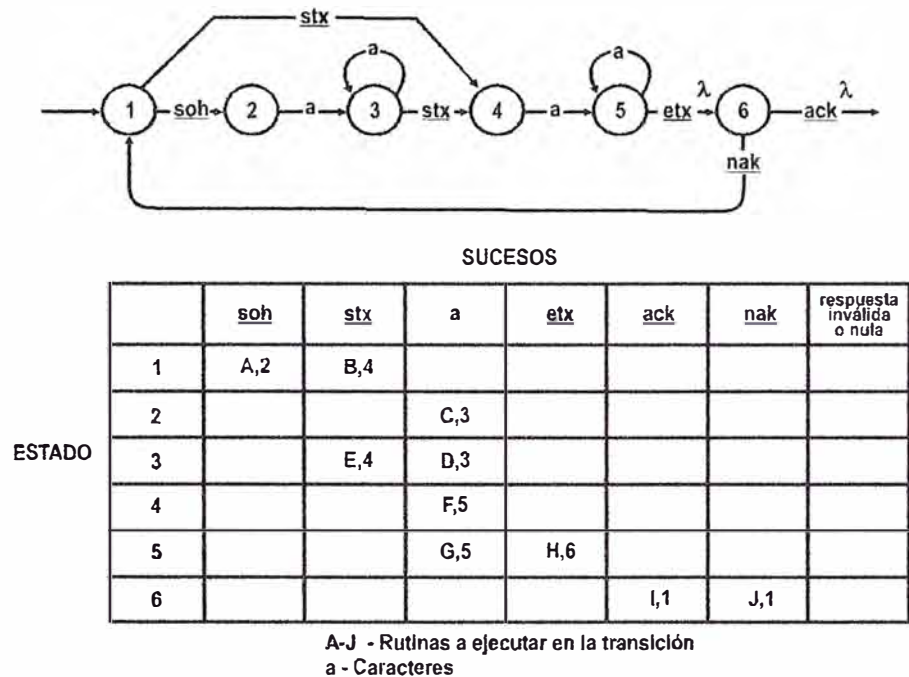 stx
a
a
λ
λ
1
soh
2
a
3
stx
4
a
5
etx
6
ack
nak
SUCESOS
soh stx a etx ack nak respuesta inválida o nula
1 A,2 B,4
2 C,3
ESTADO 3 E,4 D,3
4 F,5
5 G,5 H,6
6 I,1 J,1
A-J - Rutinas a ejecutar en la transición
a - Caracteres